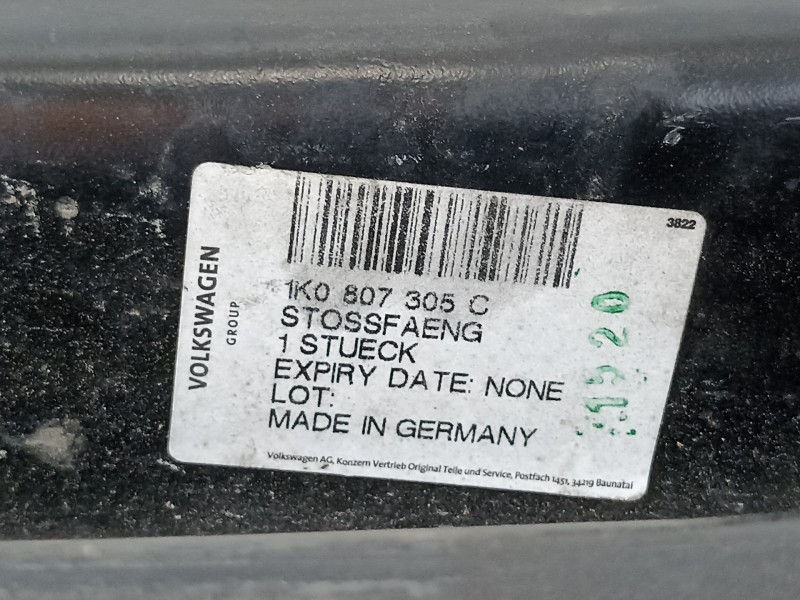 3822
VOLKSWAGEN
GROUP
1K0 807 305 C
STOSSFAENG
1 STUECK
EXPIRY DATE: NONE
LOT:
MADE IN GERMANY
Volkswagen AG, Konzern Vertrieb Original Teile und Service, Postfach 1451, 34219 Baunatal